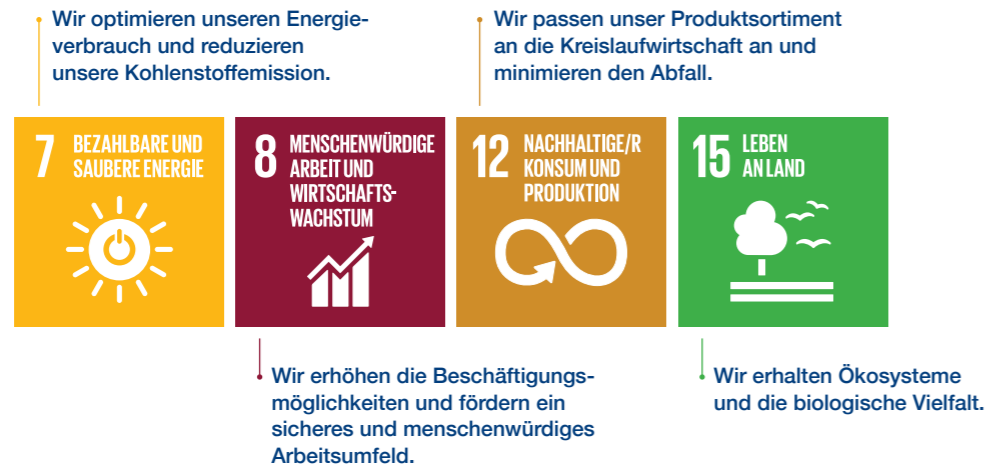 Wir optimieren unseren Energie-
verbrauch und reduzieren
unsere Kohlenstoffemission.
Wir passen unser Produktsortiment
an die Kreislaufwirtschaft an und
minimieren den Abfall.
7 BEZAHLBARE UND
SAUBERE ENERGIE
8 MENSCHENWÜRDIGE
ARBEIT UND
WIRTSCHAFTS-
WACHSTUM
12 NACHHALTIGE/R
KONSUM UND
PRODUKTION
15 LEBEN
AN LAND
Wir erhöhen die Beschäftigungs-
möglichkeiten und fördern ein
sicheres und menschenwürdiges
Arbeitsumfeld.
Wir erhalten Ökosysteme
und die biologische Vielfalt.